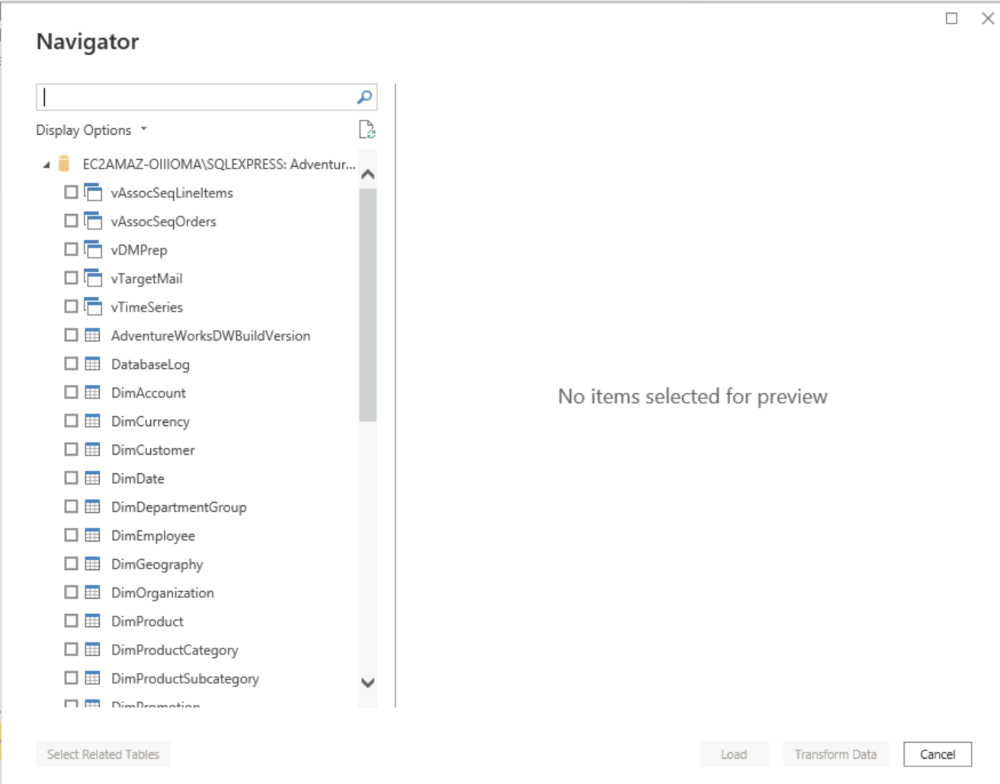 Navigator
Display Options
EC2AMAZ-OIIIOMA\SQLEXPRESS: Adventur...
vAssocSeqLineItems
vAssocSeqOrders
vDMPrep
vTargetMail
vTimeSeries
AdventureWorksDWBuildVersion
DatabaseLog
DimAccount
DimCurrency
DimCustomer
DimDate
DimDepartmentGroup
DimEmployee
DimGeography
DimOrganization
DimProduct
DimProductCategory
DimProductSubcategory
DimPromotion
No items selected for preview
Select Related Tables
Load
Transform Data
Cancel